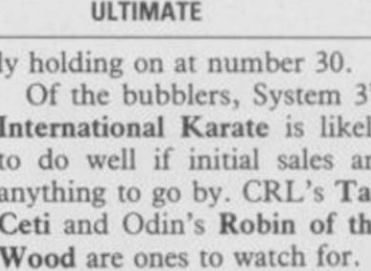 ULTIMATE
ly holding on at number 30.
Of the bubblers, System 3'
International Karate is likel
to do well if initial sales ar
anything to go by. CRL's Ta
Ceti and Odin's Robin of th
Wood are ones to watch for.